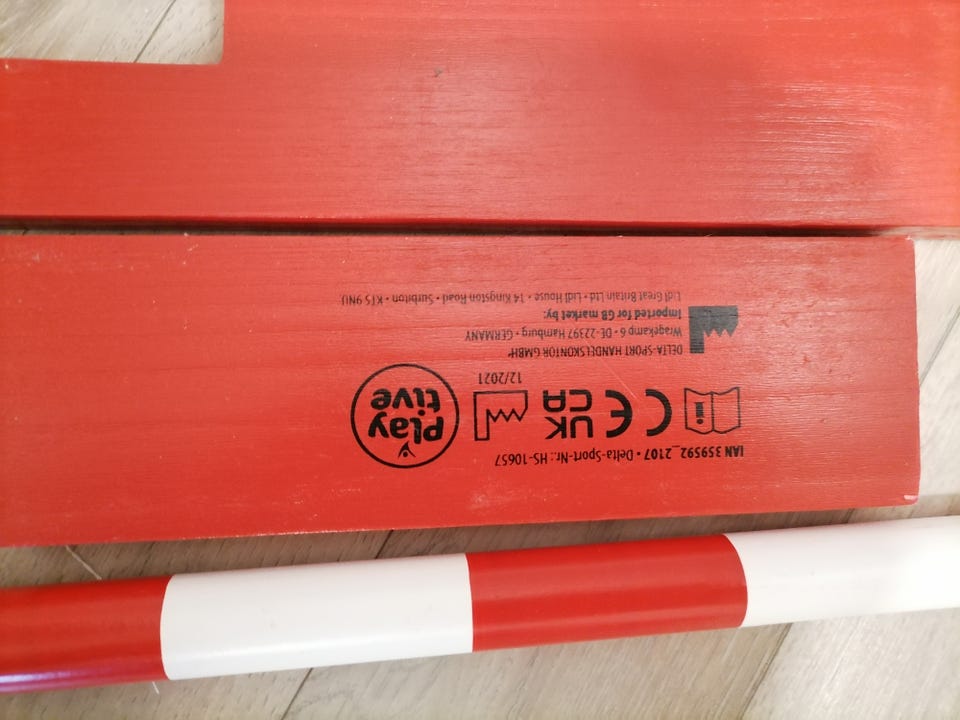 IAN 359592_2107 • Delta-Sport-Nr.: HS-10657
i CE UK CA
12/2021
Play
tive
DELTA-SPORT HANDELSKONTOR GMBH
Wragekamp 6 • DE-22397 Hamburg • GERMANY
Imported for GB market by:
Lidl Great Britain Ltd • Lidl House • 14 Kingston Road • Surbiton • KT5 9NU